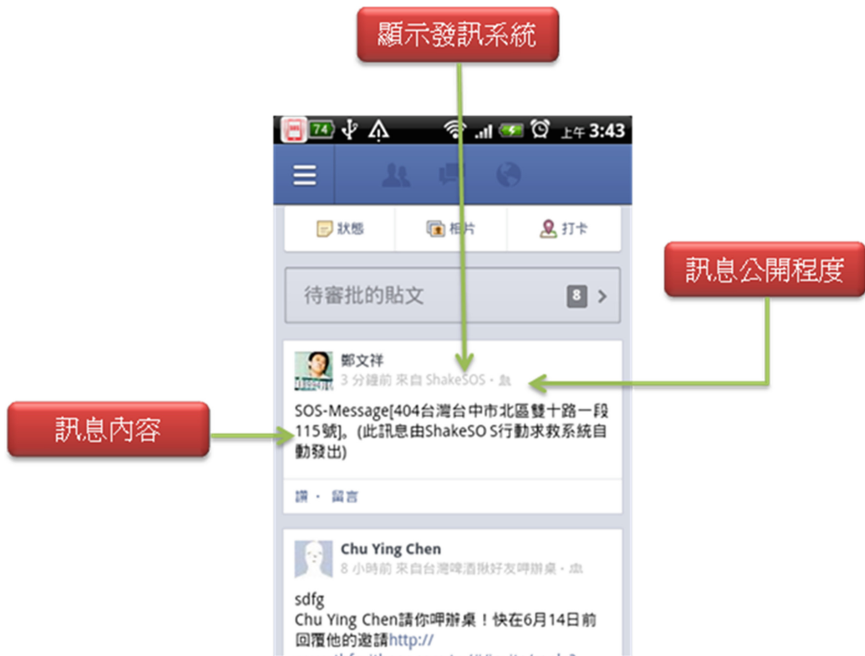 顯示發訊系統
74 上午 3:43
狀態 相片 打卡
訊息公開程度
待審批的貼文 8
鄭文祥
3 分鐘前 來自 ShakeSOS・
訊息內容
SOS-Message[404台灣台中市北區雙十路一段
115號]。(此訊息由ShakeSO S行動求救系統自
動發出)
讚・ 留言
Chu Ying Chen
8 小時前 來自台灣啤酒揪好友呷辦桌・
sdfg
Chu Ying Chen請你呷辦桌！快在6月14日前
回覆他的邀請http://